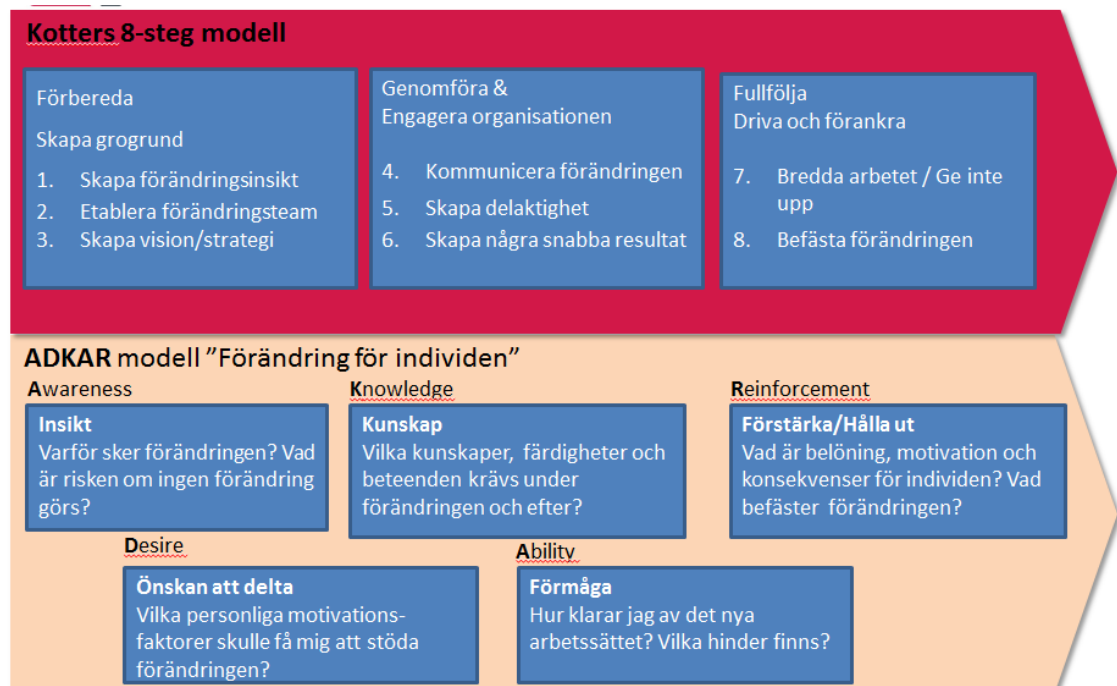 Kotters 8-steg modell
Förbereda
Skapa grogrund
1. Skapa förändringsinsikt
2. Etablera förändringsteam
3. Skapa vision/strategi
Genomföra &
Engagera organisationen
4. Kommunicera förändringen
5. Skapa delaktighet
6. Skapa några snabba resultat
Fullfölja
Driva och förankra
7. Bredda arbetet / Ge inte
upp
8. Befästa förändringen
ADKAR modell ”Förändring för individen”
Awareness
Insikt
Varför sker förändringen? Vad
är risken om ingen förändring
görs?
Desire
Önskan att delta
Vilka personliga motivations-
faktorer skulle få mig att stöda
förändringen?
Knowledge
Kunskap
Vilka kunskaper, färdigheter och
beteenden krävs under
förändringen och efter?
Ability
Förmåga
Hur klarar jag av det nya
arbetssättet? Vilka hinder finns?
Reinforcement
Förstärka/Hålla ut
Vad är belöning, motivation och
konsekvenser för individen? Vad
befäster förändringen?